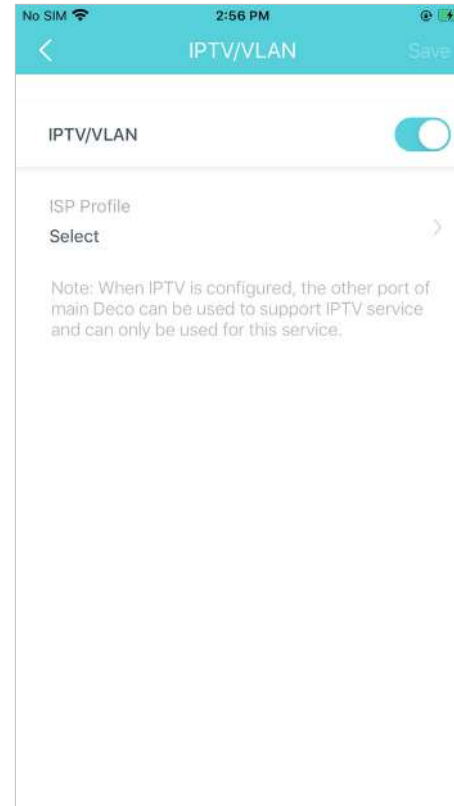 No SIM 2:56 PM
IPTV/VLAN Save
IPTV/VLAN
ISP Profile
Select
Note: When IPTV is configured, the other port of
main Deco can be used to support IPTV service
and can only be used for this service.